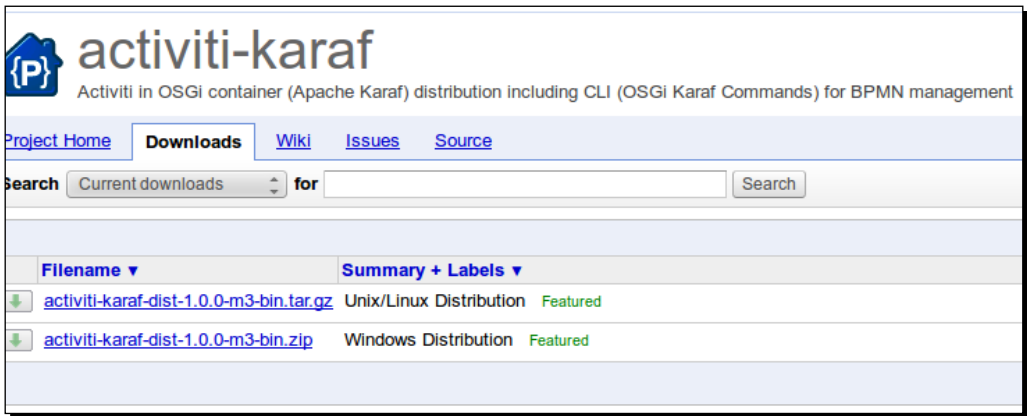 {P}
activiti-karaf
Activiti in OSGi container (Apache Karaf) distribution including CLI (OSGi Karaf Commands) for BPMN management
Project Home Downloads Wiki Issues Source
Search Current downloads for Search
Filename ▼ Summary + Labels ▼
activiti-karaf-dist-1.0.0-m3-bin.tar.gz Unix/Linux Distribution Featured
activiti-karaf-dist-1.0.0-m3-bin.zip Windows Distribution Featured